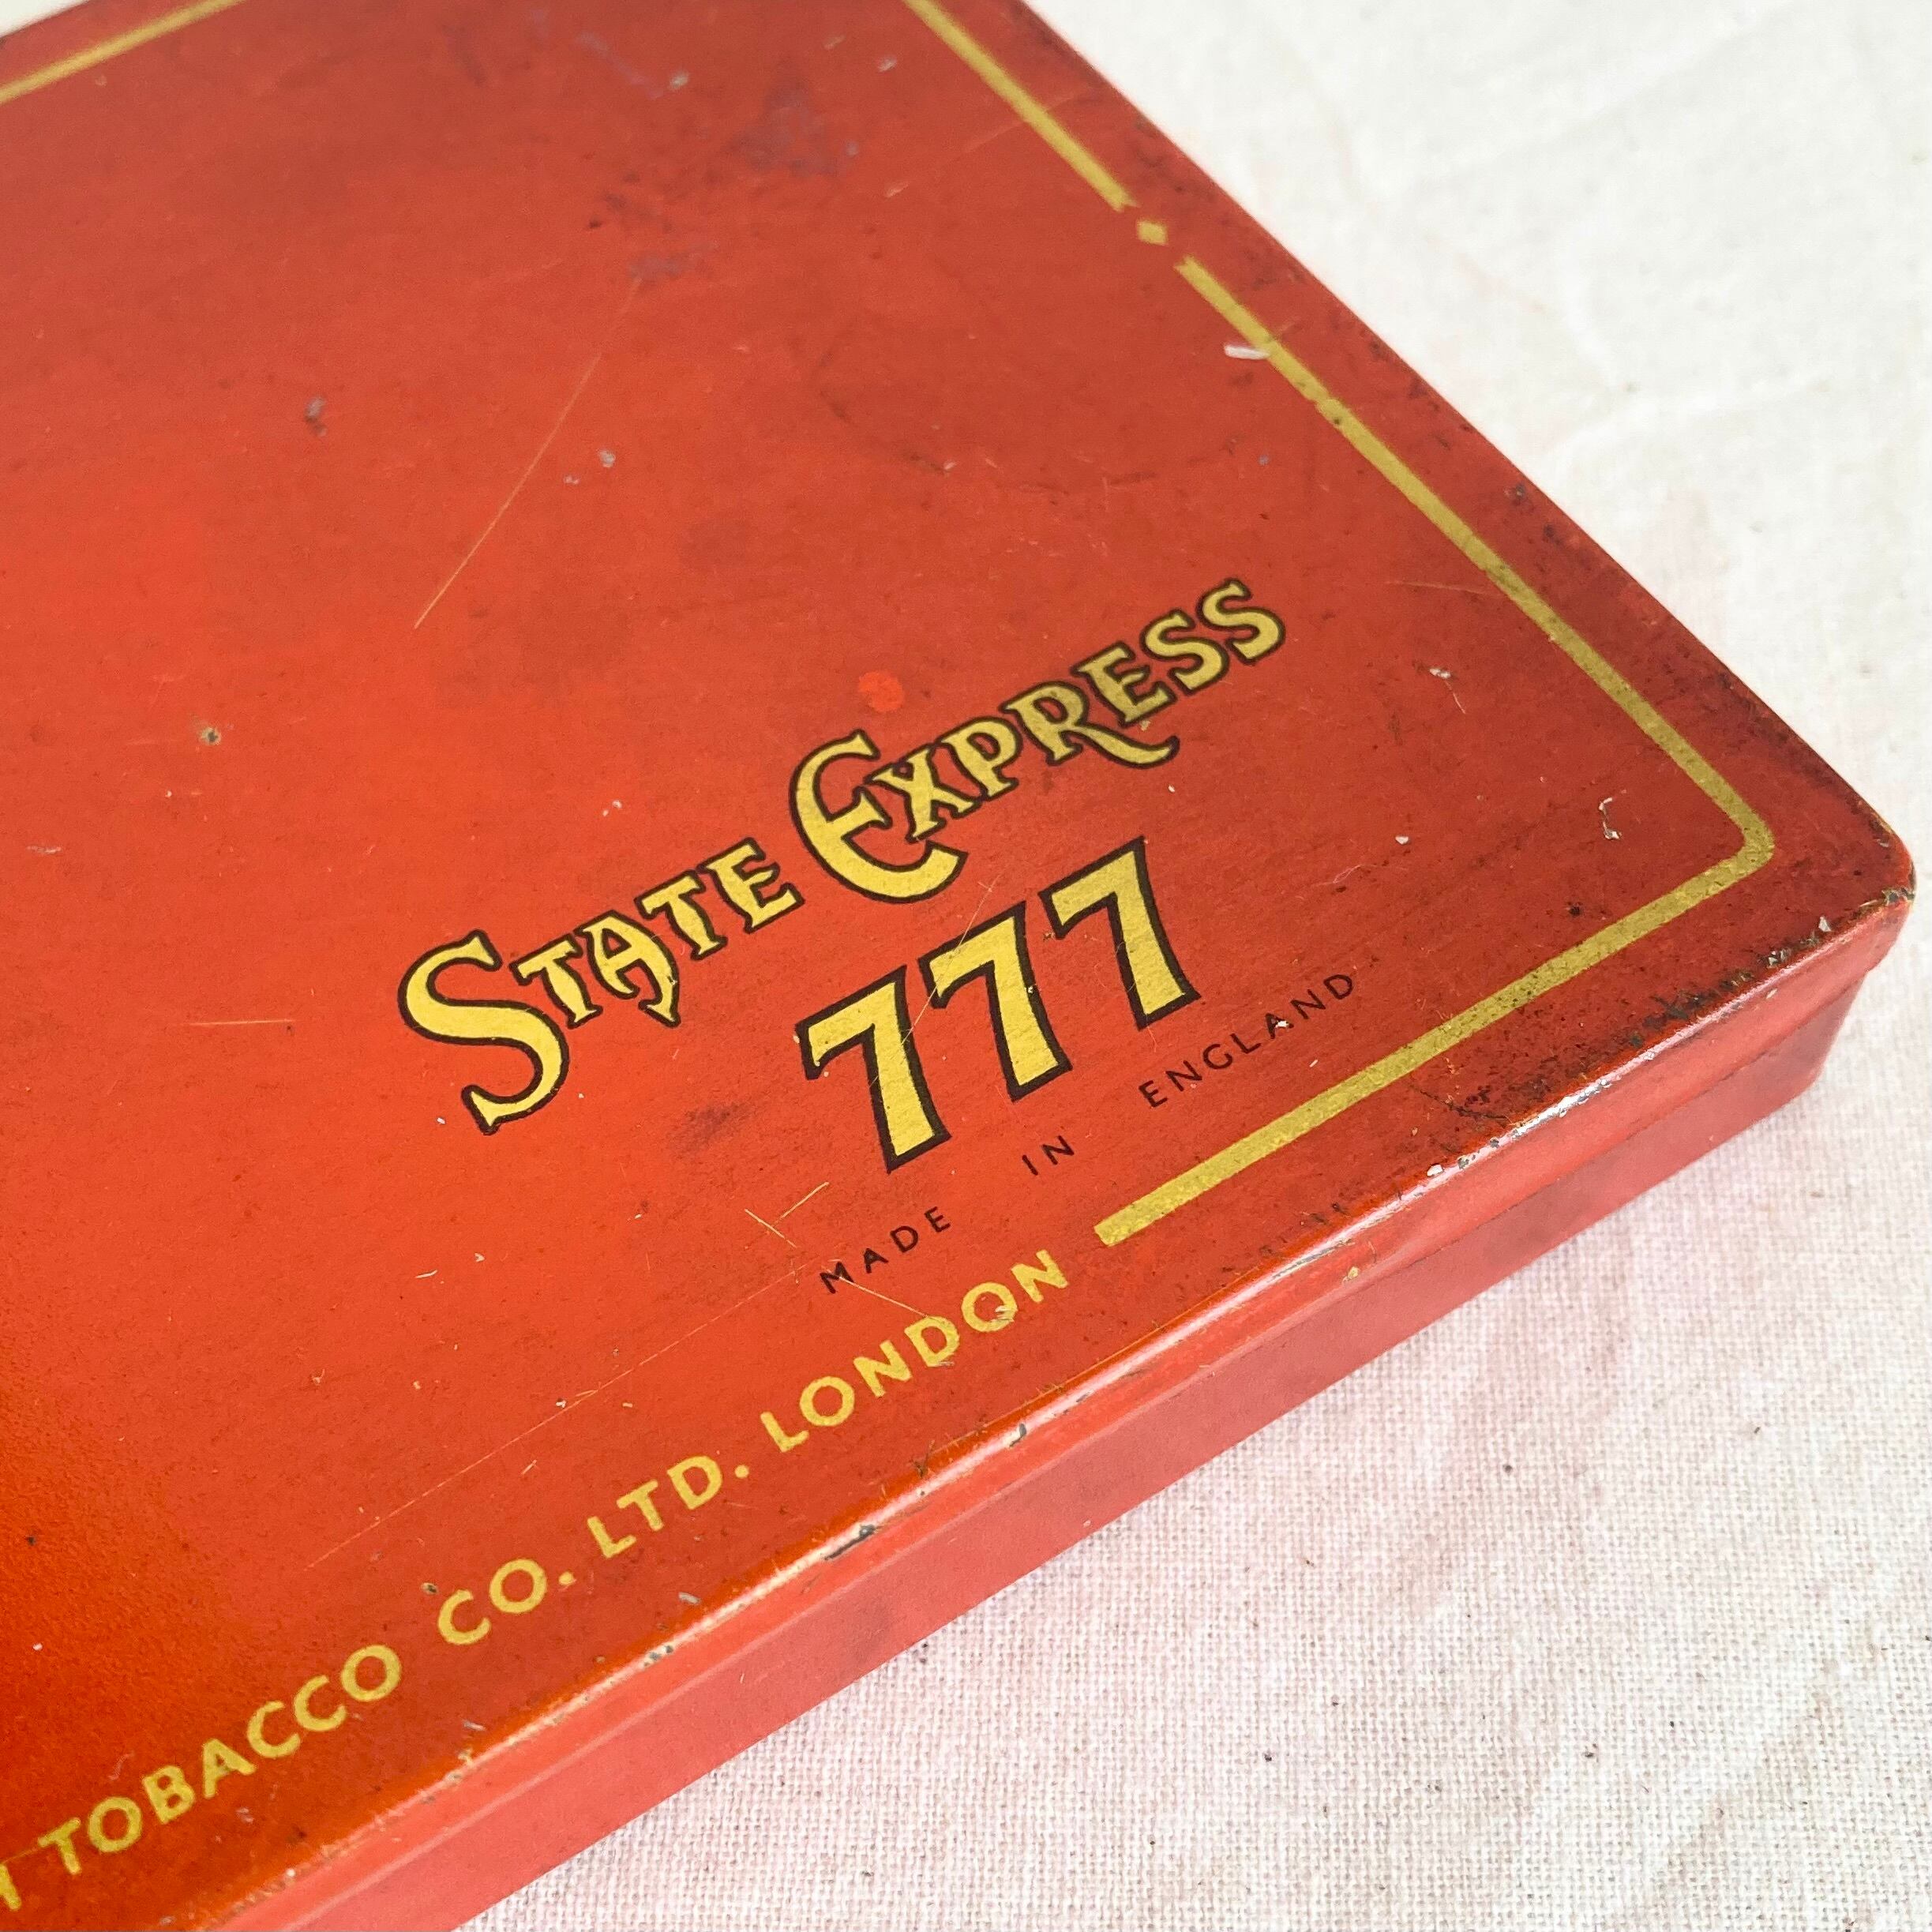 STATE EXPRESS
777
MADE IN ENGLAND
TOBACCO CO. LTD. LONDON